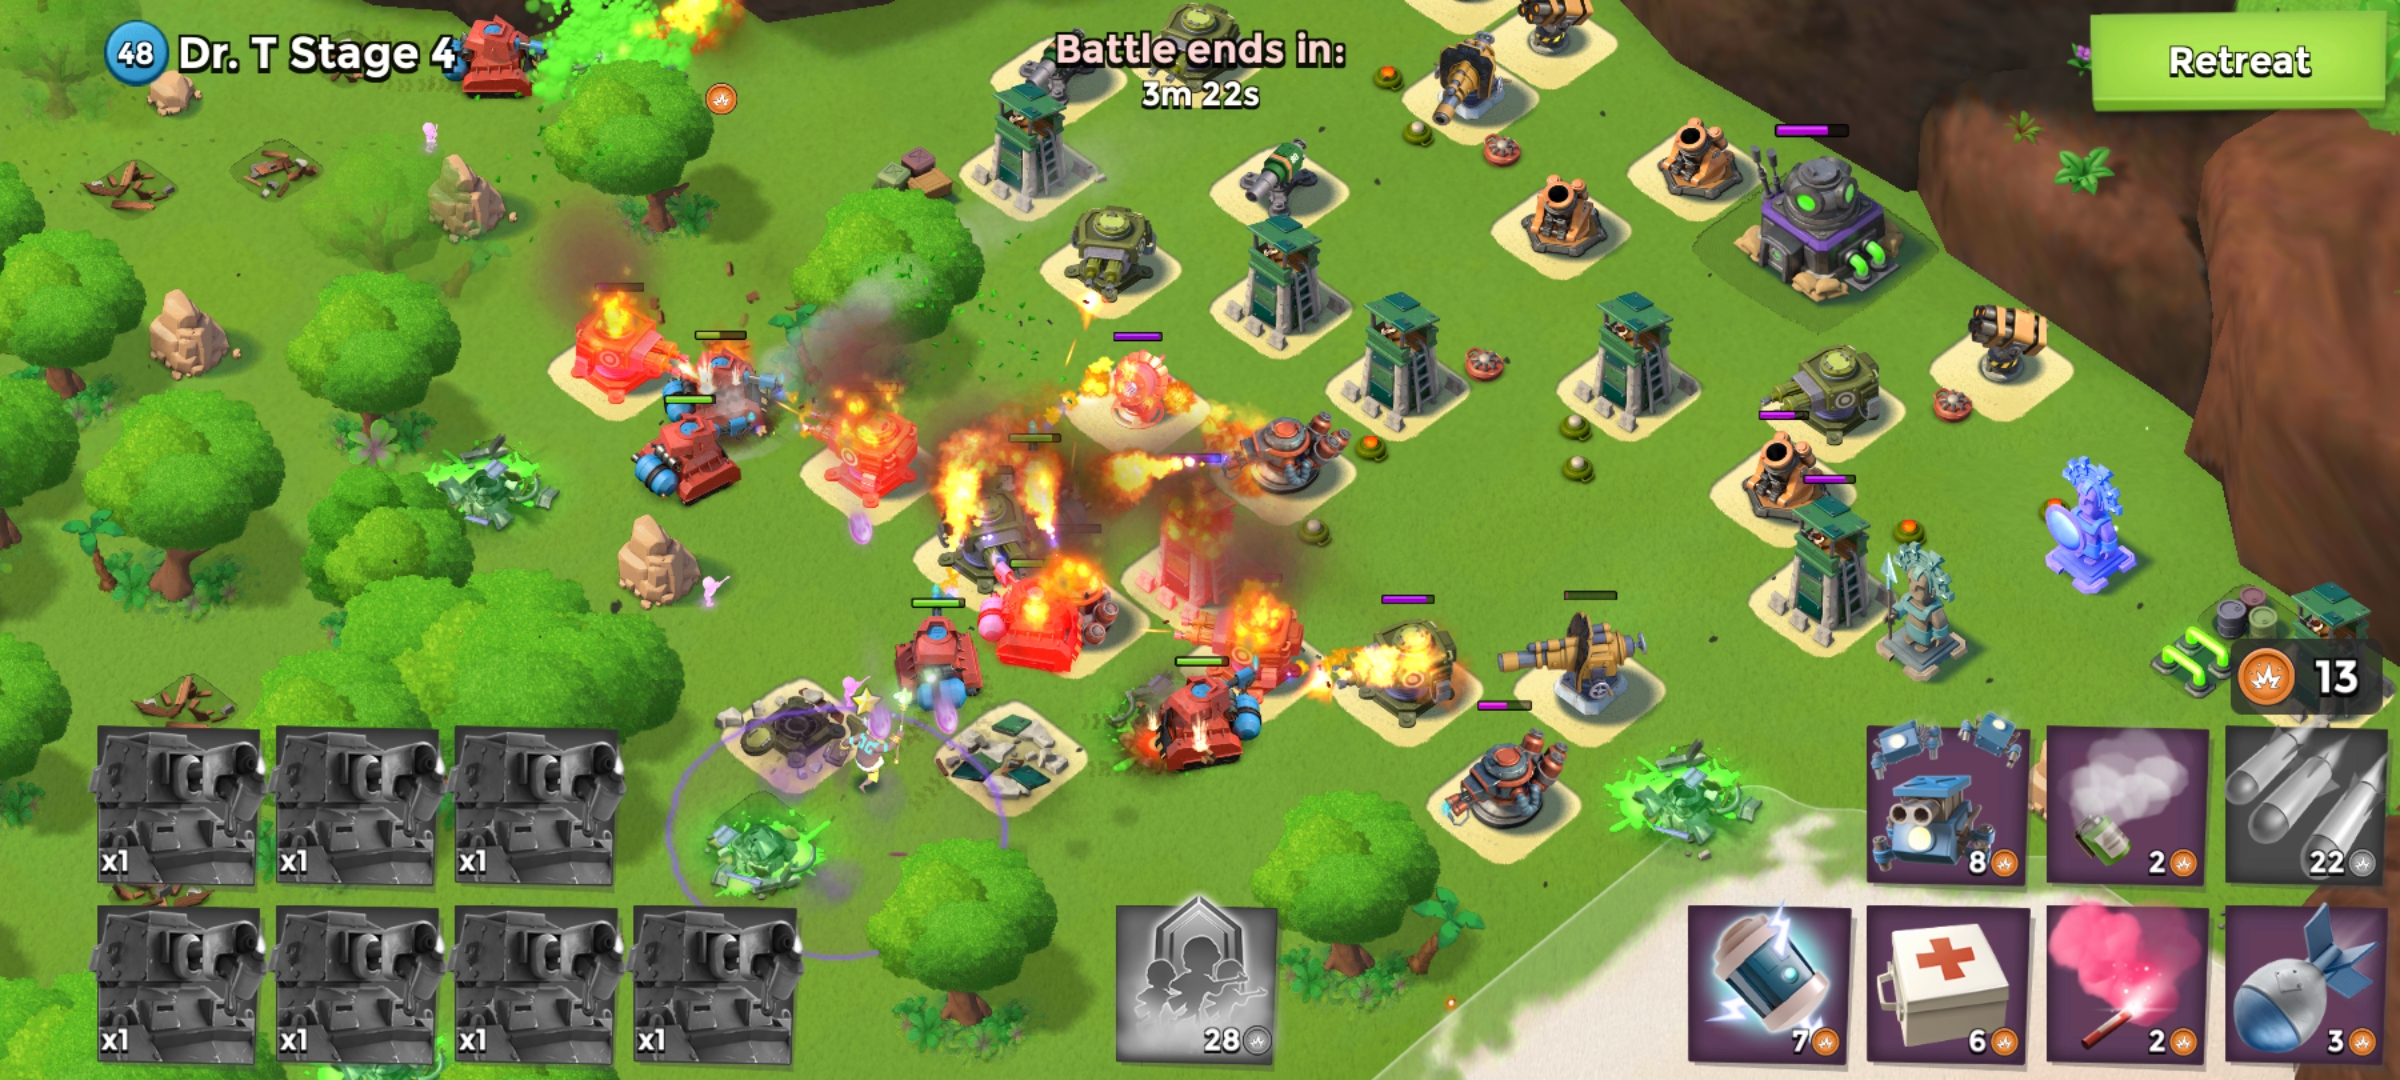 48 Dr. T Stage 4
Battle ends in:
3m 22s
Retreat
13
x1 x1 x1
8 2 22
x1 x1 x1 x1
28
7 6 2 3